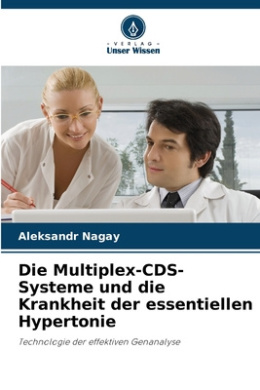 • VERLAG •
Unser Wissen
Aleksandr Nagay
Die Multiplex-CDS-
Systeme und die
Krankheit der essentiellen
Hypertonie
Technologie der effektiven Genanalyse